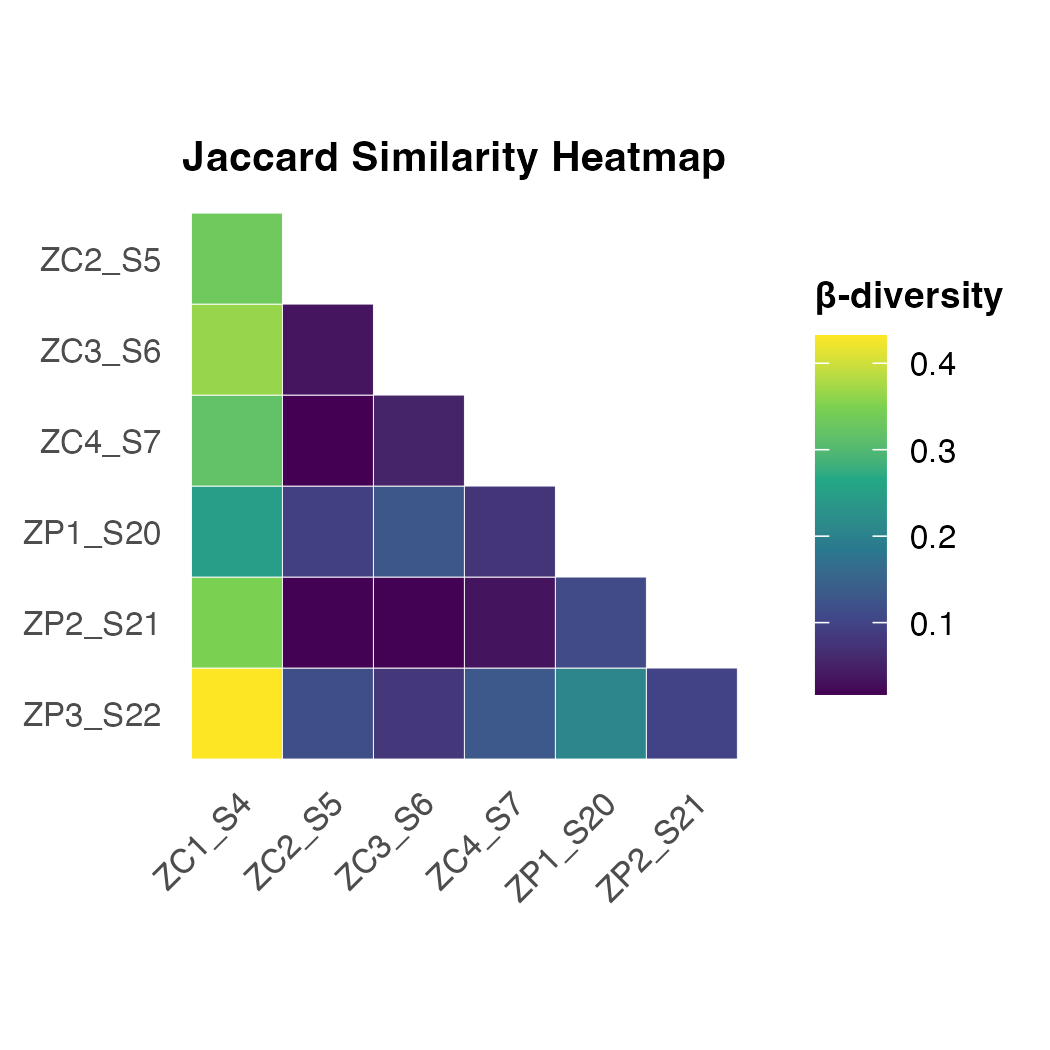 Jaccard Similarity Heatmap
ZC2_S5
ZC3_S6
ZC4_S7
ZP1_S20
ZP2_S21
ZP3_S22
ZC1_S4
ZC2_S5
ZC3_S6
ZC4_S7
ZP1_S20
ZP2_S21
β-diversity
0.4
0.3
0.2
0.1